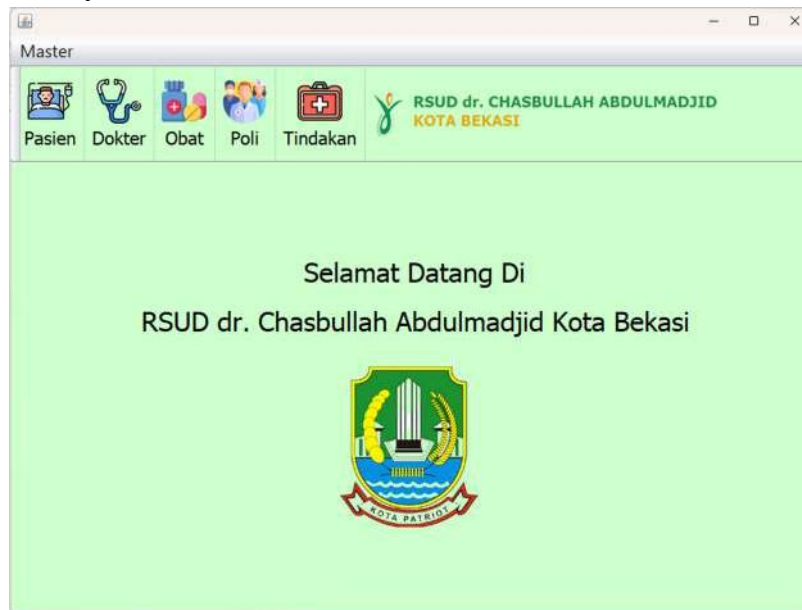 Master
Pasien Dokter Obat Poli Tindakan
RSUD dr. CHASBULLAH ABDULMADJID
KOTA BEKASI
Selamat Datang Di
RSUD dr. Chasbullah Abdulmadjid Kota Bekasi
KOTA PATRIOT